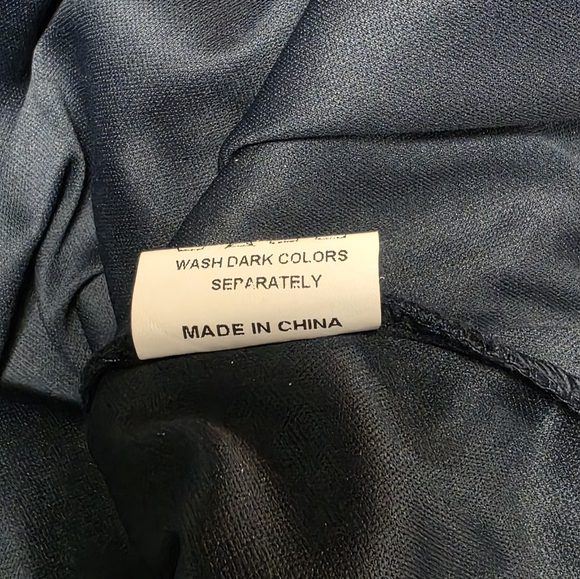 WASH DARK COLORS
SEPARATELY
MADE IN CHINA